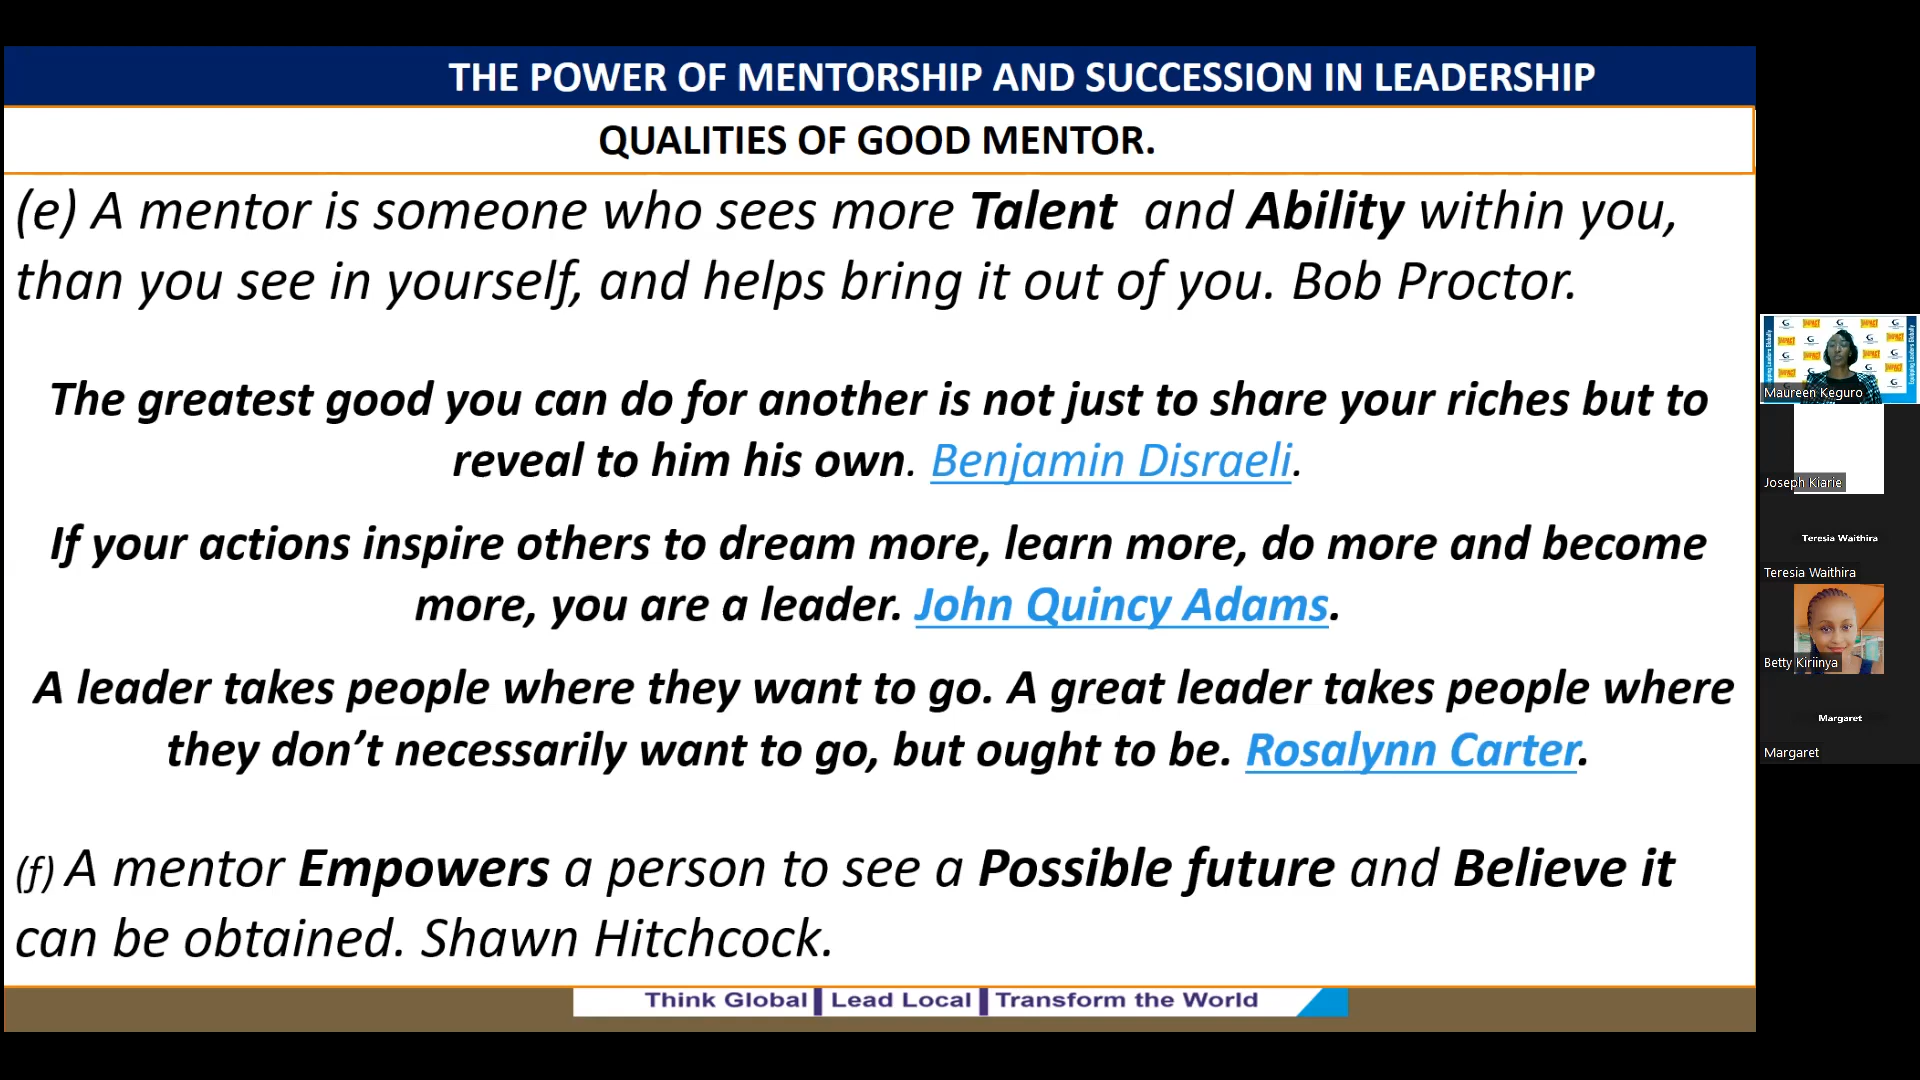 THE POWER OF MENTORSHIP AND SUCCESSION IN LEADERSHIP
QUALITIES OF GOOD MENTOR.
(e) A mentor is someone who sees more Talent and Ability within you,
than you see in yourself, and helps bring it out of you. Bob Proctor.
The greatest good you can do for another is not just to share your riches but to
reveal to him his own. Benjamin Disraeli.
If your actions inspire others to dream more, learn more, do more and become
more, you are a leader. John Quincy Adams.
A leader takes people where they want to go. A great leader takes people where
they don’t necessarily want to go, but ought to be. Rosalynn Carter.
(f) A mentor Empowers a person to see a Possible future and Believe it
can be obtained. Shawn Hitchcock.
Think Global Lead Local Transform the World
Maureen Keguro
Joseph Kiarie
Teresia Waithira
Teresia Waithira
Betty Kiriinya
Margaret
Margaret